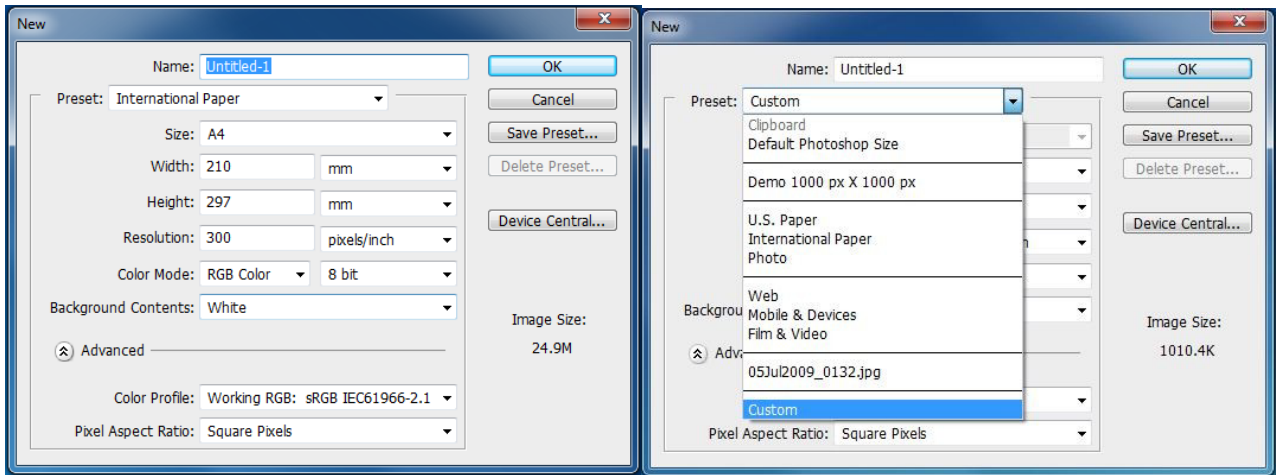 New
Name: Untitled-1
OK
Preset: International Paper
Cancel
Size: A4
Save Preset...
Width: 210 mm
Delete Preset...
Height: 297 mm
Device Central...
Resolution: 300 pixels/inch
Color Mode: RGB Color 8 bit
Background Contents: White
Image Size:
24.9M
Advanced
Color Profile: Working RGB: sRGB IEC61966-2.1
Pixel Aspect Ratio: Square Pixels
New
Name: Untitled-1
OK
Preset: Custom
Cancel
Clipboard
Default Photoshop Size
Save Preset...
Delete Preset...
Demo 1000 px X 1000 px
U.S. Paper
Device Central...
International Paper
Photo
Web
Mobile & Devices
Film & Video
Image Size:
1010.4K
05Jul2009_0132.jpg
Custom
Pixel Aspect Ratio: Square Pixels